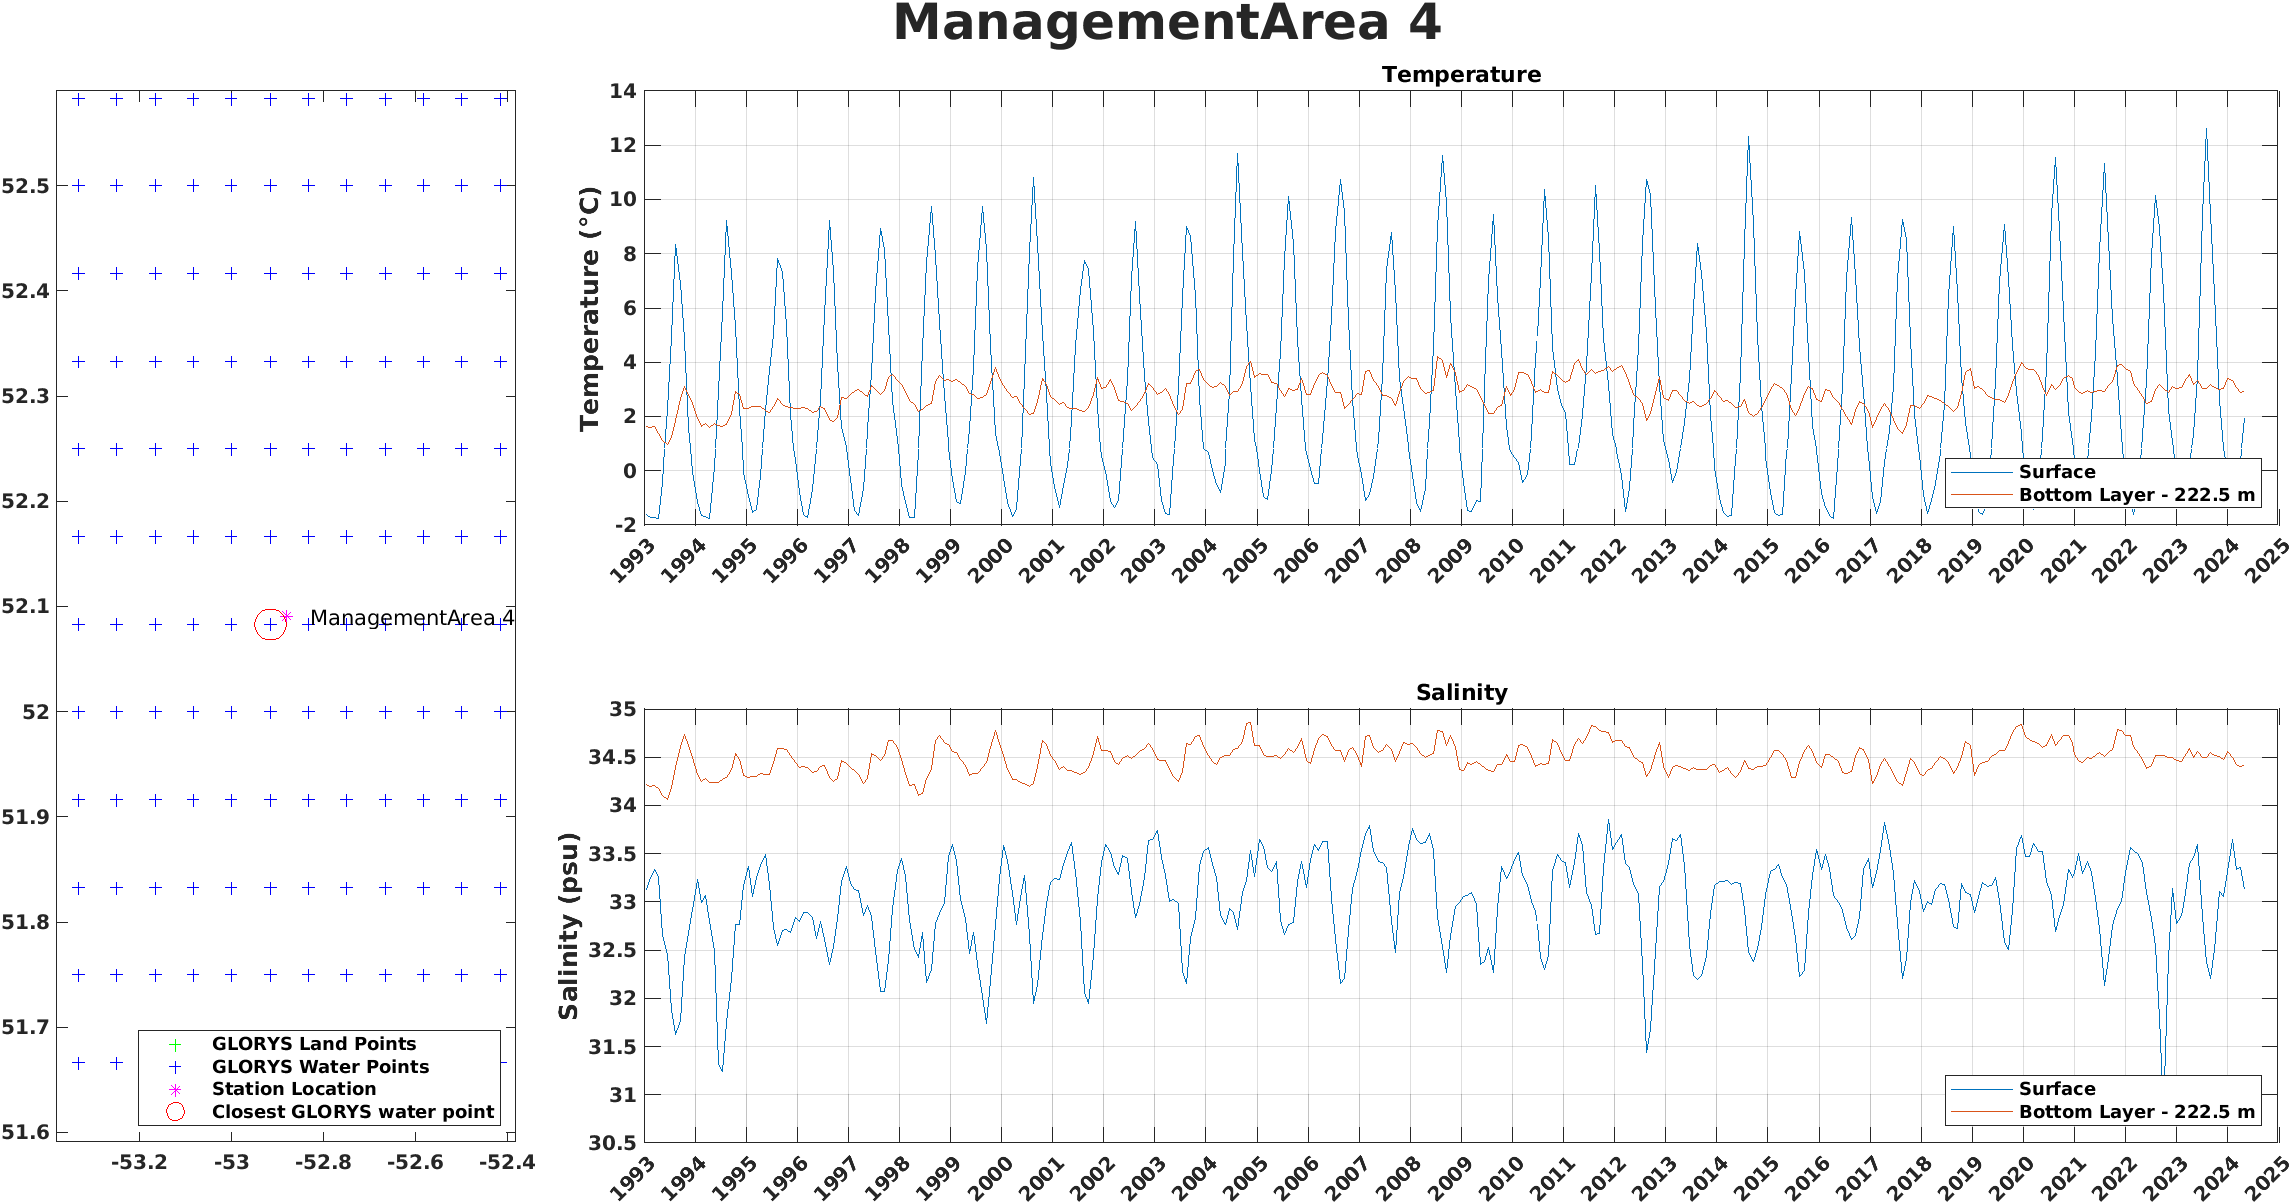 ManagementArea 4
52.5
52.4
52.3
52.2
52.1
52
51.9
51.8
51.7
51.6
-53.2 -53 -52.8 -52.6 -52.4
ManagementArea 4
GLORYS Land Points
GLORYS Water Points
Station Location
Closest GLORYS water point
Temperature
Temperature (°C)
14
12
10
8
6
4
2
0
-2
1993 1994 1995 1996 1997 1998 1999 2000 2001 2002 2003 2004 2005 2006 2007 2008 2009 2010 2011 2012 2013 2014 2015 2016 2017 2018 2019 2020 2021 2022 2023 2024 2025
Surface
Bottom Layer - 222.5 m
Salinity
Salinity (psu)
35
34.5
34
33.5
33
32.5
32
31.5
31
30.5
1993 1994 1995 1996 1997 1998 1999 2000 2001 2002 2003 2004 2005 2006 2007 2008 2009 2010 2011 2012 2013 2014 2015 2016 2017 2018 2019 2020 2021 2022 2023 2024 2025
Surface
Bottom Layer - 222.5 m